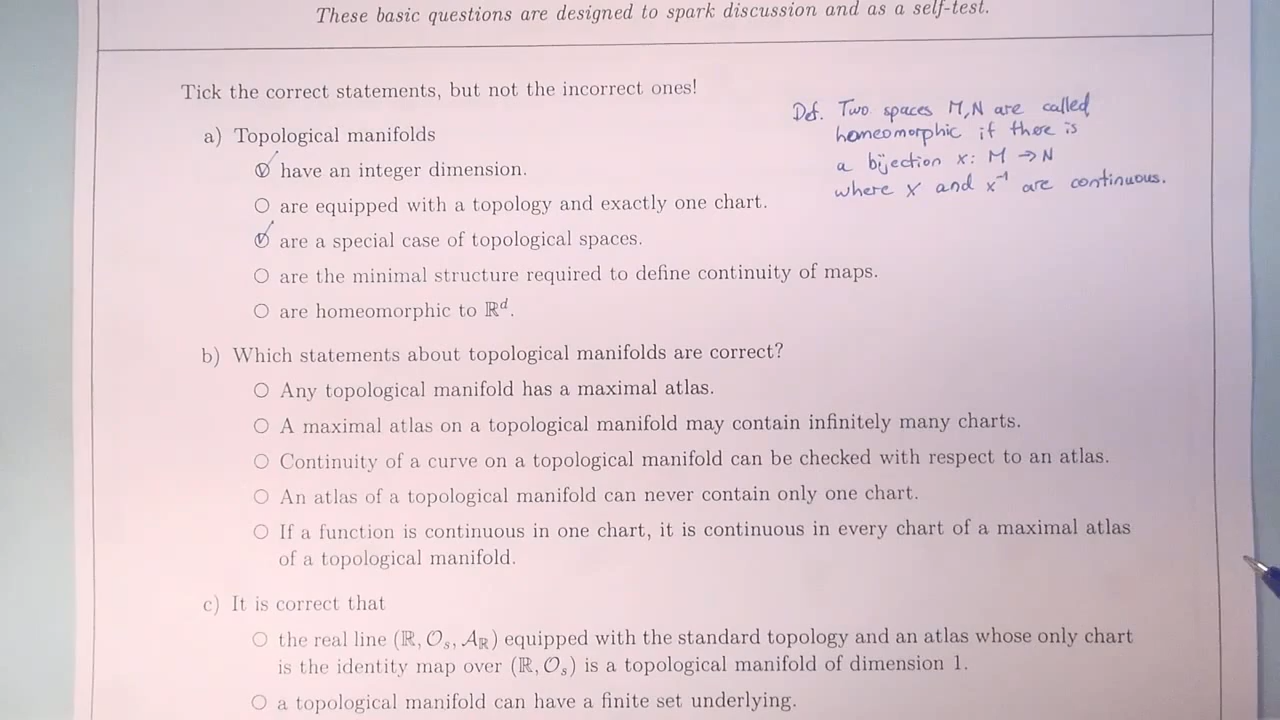 These basic questions are designed to spark discussion and as a self-test.
Tick the correct statements, but not the incorrect ones!
Def. Two spaces M,N are called
homeomorphic if there is
a bijection x: M → N
where x and x⁻¹ are continuous.
a) Topological manifolds
have an integer dimension.
are equipped with a topology and exactly one chart.
are a special case of topological spaces.
are the minimal structure required to define continuity of maps.
are homeomorphic to ℝᵈ.
b) Which statements about topological manifolds are correct?
Any topological manifold has a maximal atlas.
A maximal atlas on a topological manifold may contain infinitely many charts.
Continuity of a curve on a topological manifold can be checked with respect to an atlas.
An atlas of a topological manifold can never contain only one chart.
If a function is continuous in one chart, it is continuous in every chart of a maximal atlas
of a topological manifold.
c) It is correct that
the real line (ℝ, 𝒪ₛ, 𝒜_ℝ) equipped with the standard topology and an atlas whose only chart
is the identity map over (ℝ, 𝒪ₛ) is a topological manifold of dimension 1.
a topological manifold can have a finite set underlying.